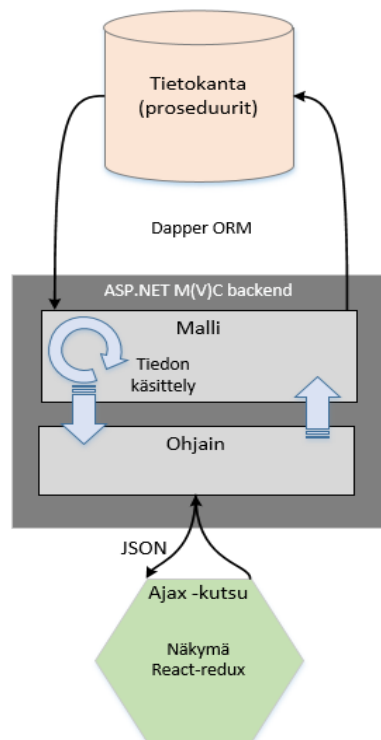 Tietokanta
(proseduurit)
Dapper ORM
ASP.NET M(V)C backend
Malli
Tiedon
käsittely
Ohjain
JSON
Ajax -kutsu
Näkymä
React-redux